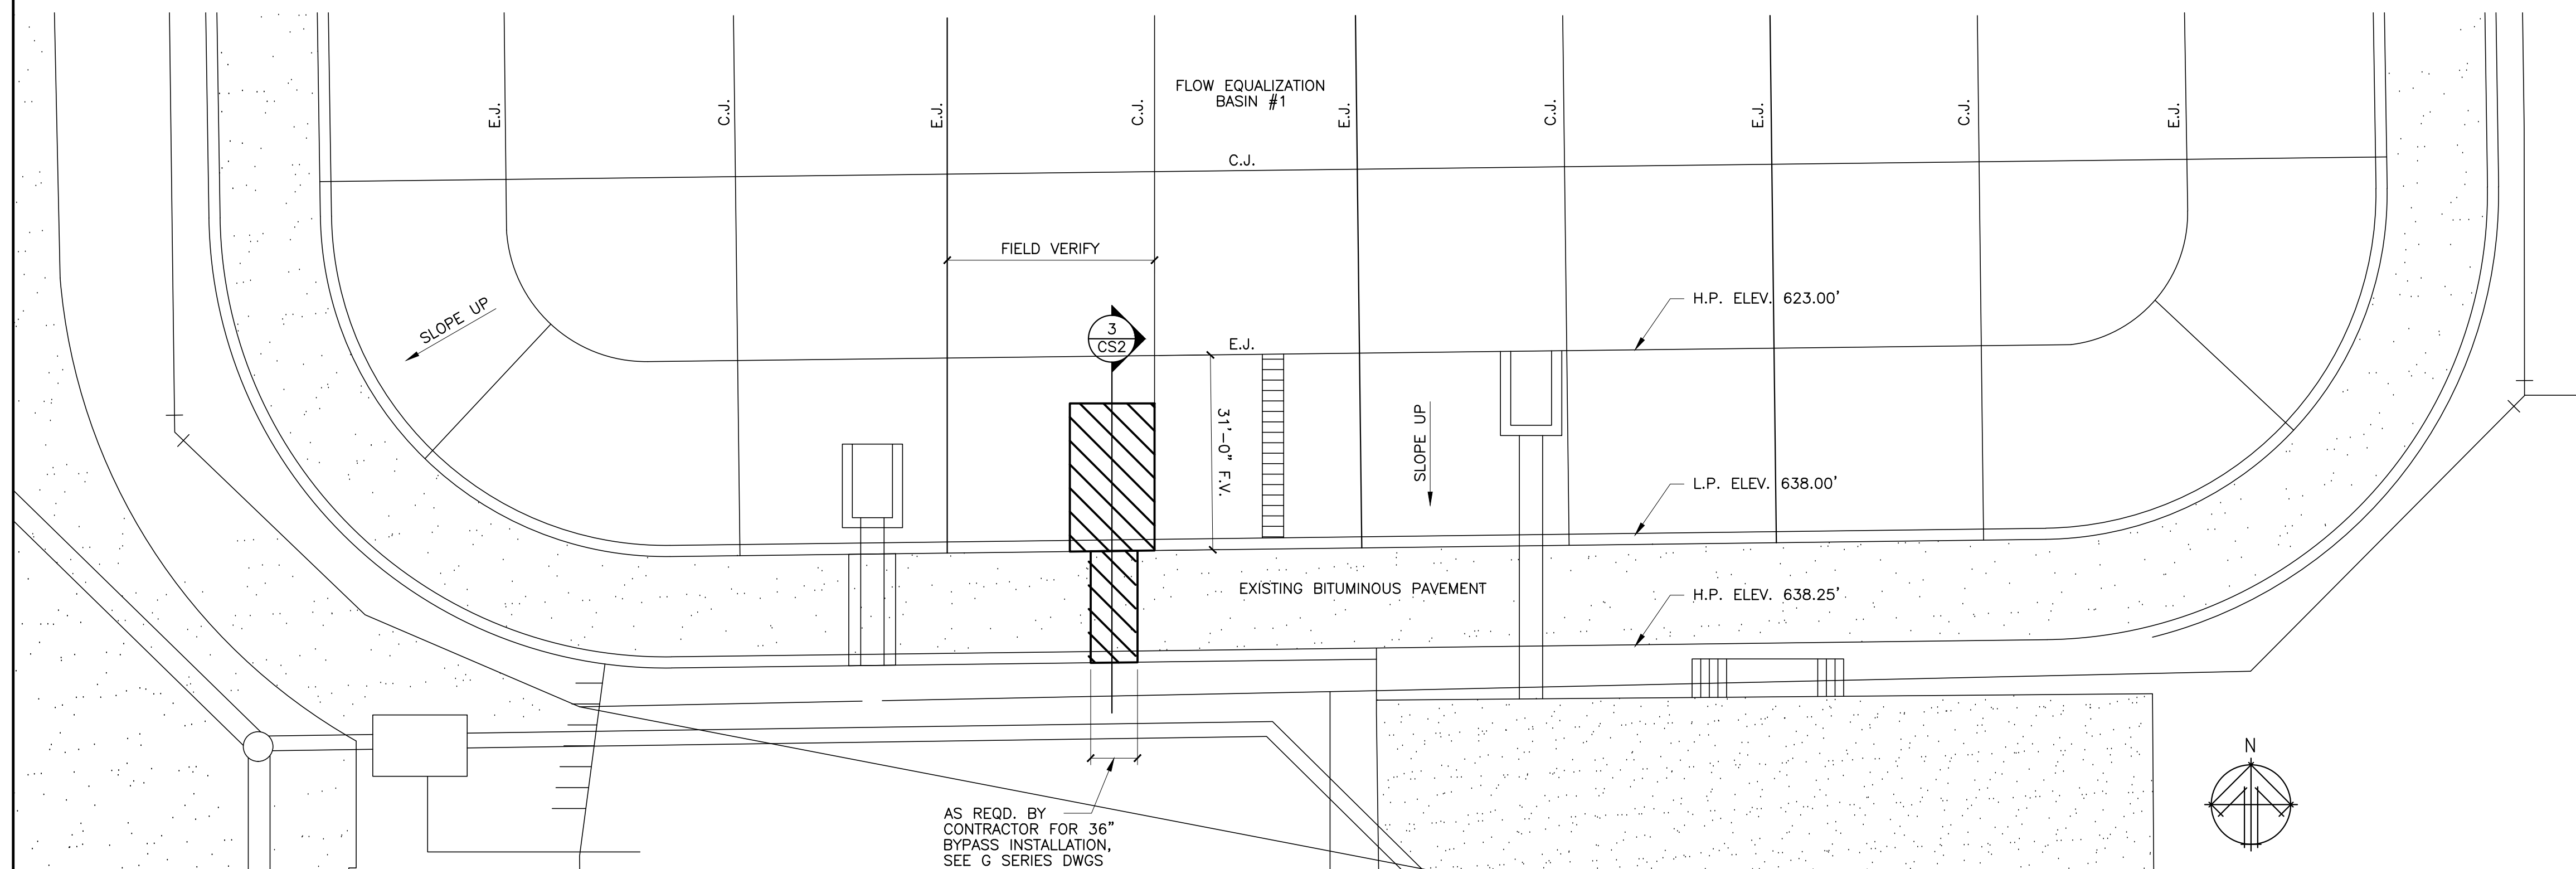 FLOW EQUALIZATION
BASIN #1
E.J.
C.J.
E.J.
C.J.
E.J.
C.J.
E.J.
C.J.
E.J.
C.J.
FIELD VERIFY
SLOPE UP
H.P. ELEV. 623.00'
3
CS2
E.J.
31'-0" F.V.
SLOPE UP
L.P. ELEV. 638.00'
EXISTING BITUMINOUS PAVEMENT
H.P. ELEV. 638.25'
N
AS REQD. BY
CONTRACTOR FOR 36"
BYPASS INSTALLATION,
SEE G SERIES DWGS